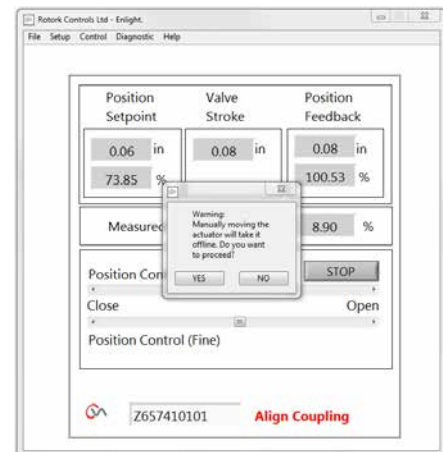 Rotork Controls Ltd - Enlight.
File Setup Control Diagnostic Help
Position Setpoint
Valve Stroke
Position Feedback
0.06 in
0.08 in
0.08 in
73.85 %
100.53 %
Warning:
Manually moving the
actuator will take it
offline. Do you want
to proceed?
YES NO
Measured
8.90 %
Position Con
STOP
Close Open
Position Control (Fine)
Z657410101 Align Coupling